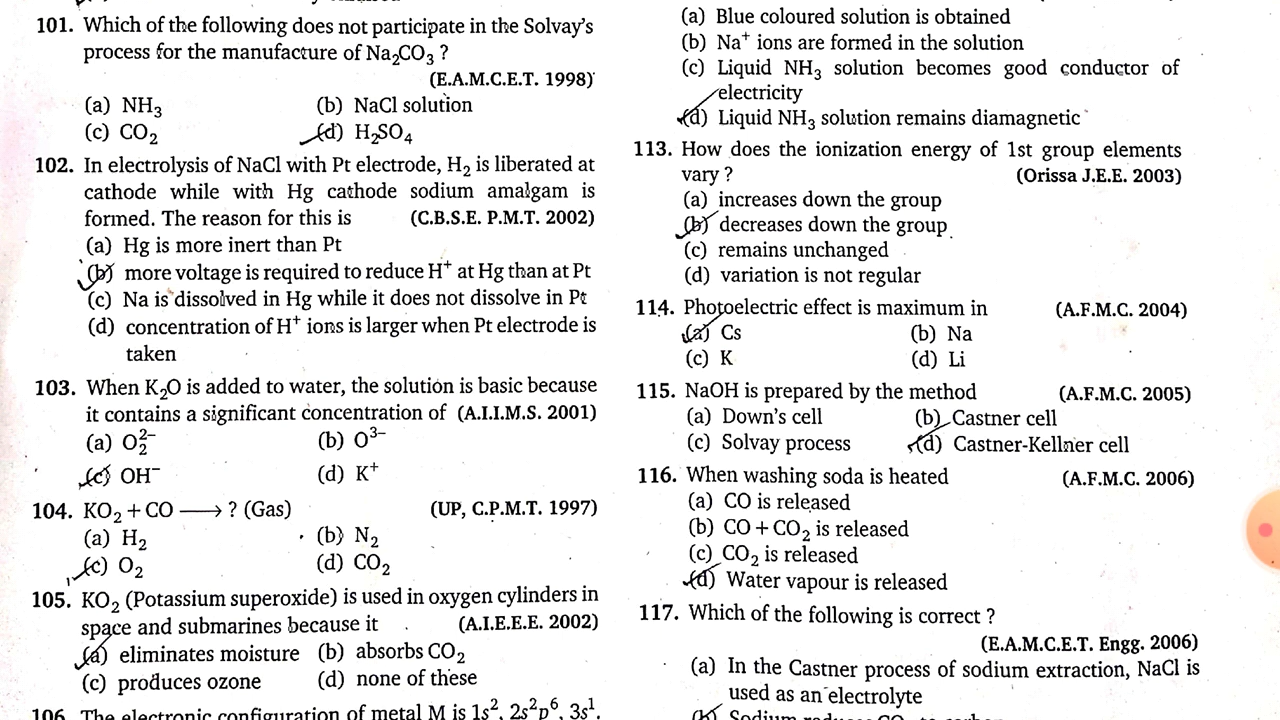 101. Which of the following does not participate in the Solvay's
process for the manufacture of Na₂CO₃ ?
(E.A.M.C.E.T. 1998)
(a) NH₃ (b) NaCl solution
(c) CO₂ (d) H₂SO₄
102. In electrolysis of NaCl with Pt electrode, H₂ is liberated at
cathode while with Hg cathode sodium amalgam is
formed. The reason for this is (C.B.S.E. P.M.T. 2002)
(a) Hg is more inert than Pt
(b) more voltage is required to reduce H⁺ at Hg than at Pt
(c) Na is dissolved in Hg while it does not dissolve in Pt
(d) concentration of H⁺ ions is larger when Pt electrode is
taken
103. When K₂O is added to water, the solution is basic because
it contains a significant concentration of (A.I.I.M.S. 2001)
(a) O₂²⁻ (b) O³⁻
(c) OH⁻ (d) K⁺
104. KO₂ + CO ⟶ ? (Gas) (UP, C.P.M.T. 1997)
(a) H₂ (b) N₂
(c) O₂ (d) CO₂
105. KO₂ (Potassium superoxide) is used in oxygen cylinders in
space and submarines because it (A.I.E.E.E. 2002)
(a) eliminates moisture (b) absorbs CO₂
(c) produces ozone (d) none of these
106. The electronic configuration of metal M is 1s², 2s²2p⁶, 3s¹.
(a) Blue coloured solution is obtained
(b) Na⁺ ions are formed in the solution
(c) Liquid NH₃ solution becomes good conductor of
electricity
(d) Liquid NH₃ solution remains diamagnetic
113. How does the ionization energy of 1st group elements
vary ? (Orissa J.E.E. 2003)
(a) increases down the group
(b) decreases down the group
(c) remains unchanged
(d) variation is not regular
114. Photoelectric effect is maximum in (A.F.M.C. 2004)
(a) Cs (b) Na
(c) K (d) Li
115. NaOH is prepared by the method (A.F.M.C. 2005)
(a) Down's cell (b) Castner cell
(c) Solvay process (d) Castner-Kellner cell
116. When washing soda is heated (A.F.M.C. 2006)
(a) CO is released
(b) CO + CO₂ is released
(c) CO₂ is released
(d) Water vapour is released
117. Which of the following is correct ?
(E.A.M.C.E.T. Engg. 2006)
(a) In the Castner process of sodium extraction, NaCl is
used as an electrolyte
(b) Sodium